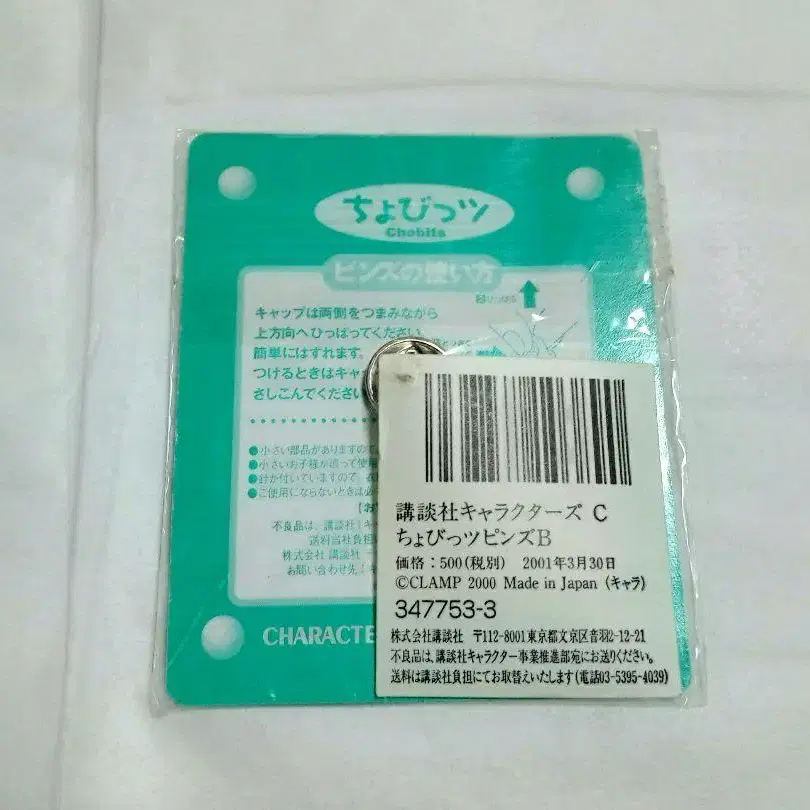 ちょびっツ
Chobits
ピンズの使い方
キャップは両側をつまみながら
上方向へひっぱってください。
簡単にはずれます。
つけるときはキャ
さしこんでくださ
●小さい部品がありますので、
●小さいお子様が誤って使用
●針が付いていますので、
●ご使用にならないときは
【お
不良品は、講談社
送料当社負担
株式会社 講談社
お問い合わせ先
CHARACTE
講談社キャラクターズ C
ちょびっツピンズB
価格：500(税別) 2001年3月30日
©CLAMP 2000 Made in Japan (キャラ)
347753-3
株式会社講談社 〒112-8001東京都文京区音羽2-12-21
不良品は、講談社キャラクター事業推進部宛にお送りください。
送料は講談社負担にてお取替えいたします(電話03-5395-4039)